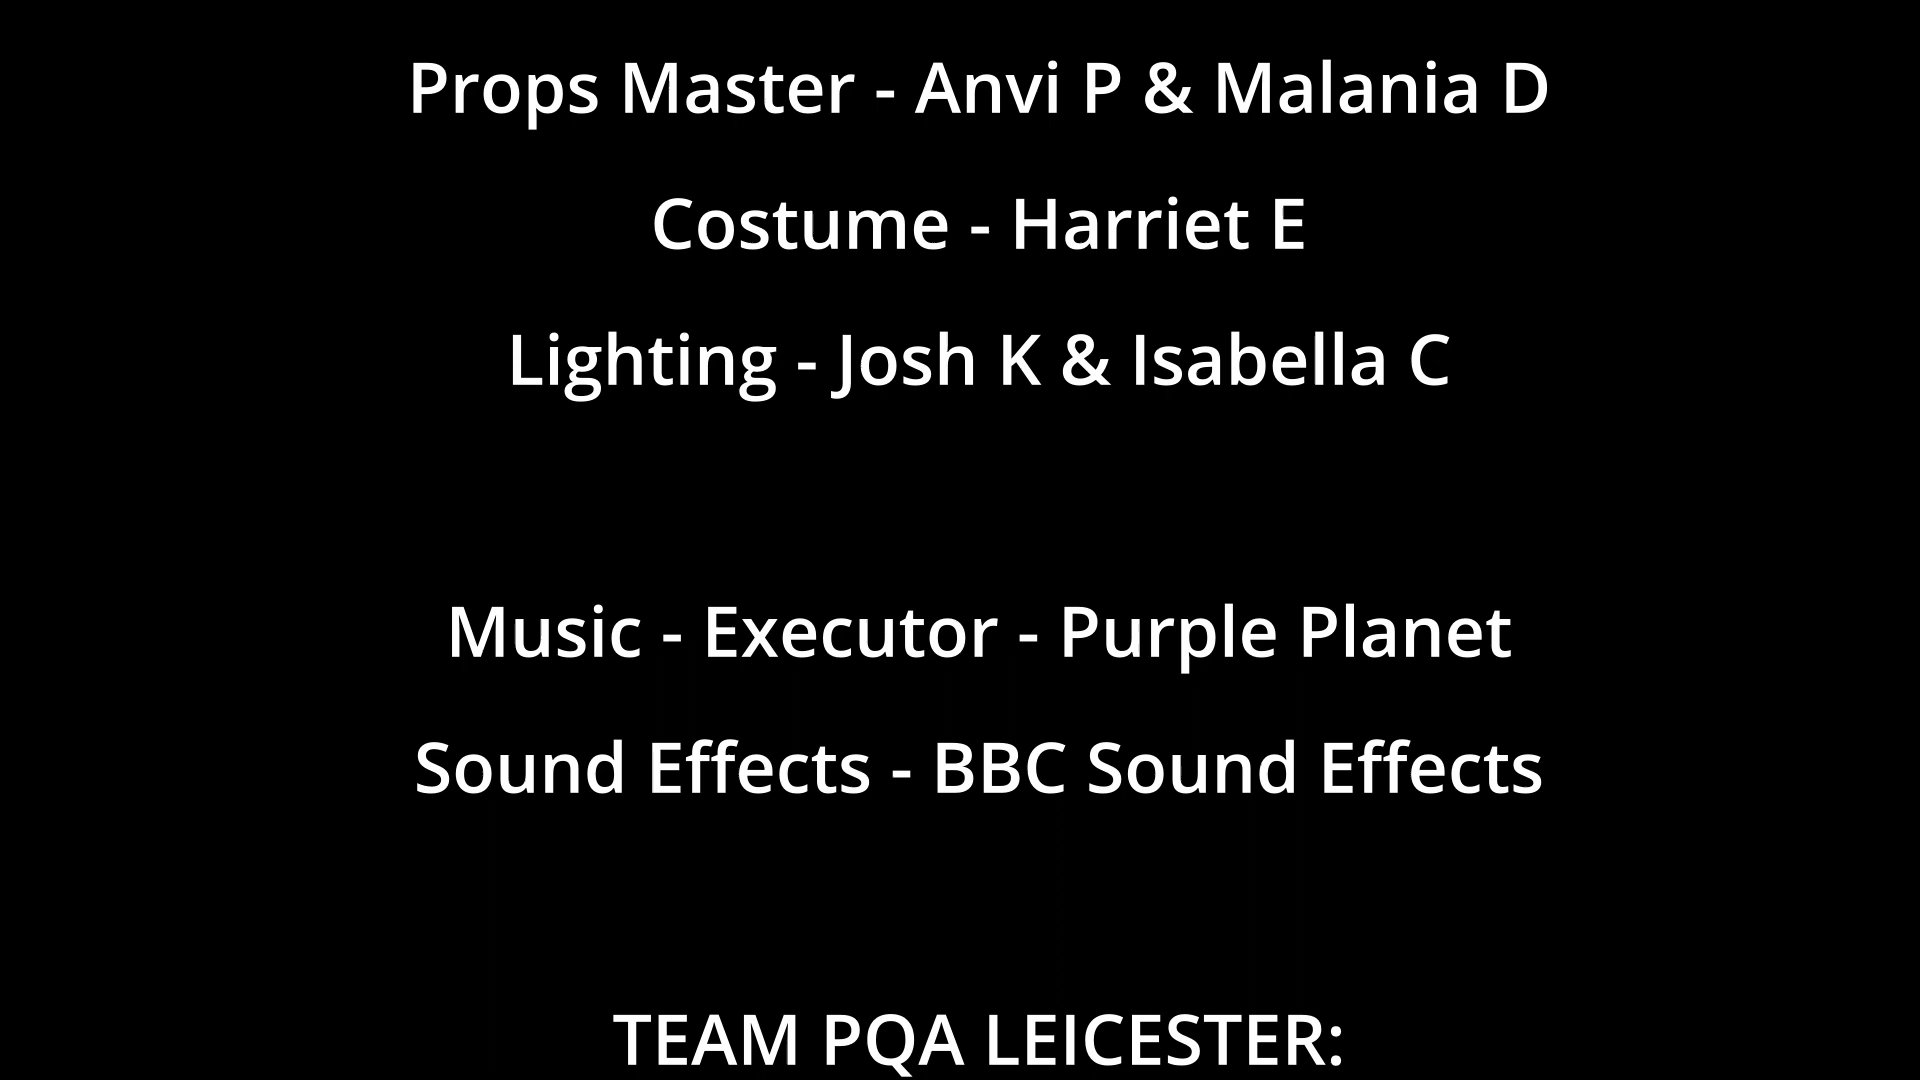 Props Master - Anvi P & Malania D
Costume - Harriet E
Lighting - Josh K & Isabella C
Music - Executor - Purple Planet
Sound Effects - BBC Sound Effects
TEAM PQA LEICESTER: